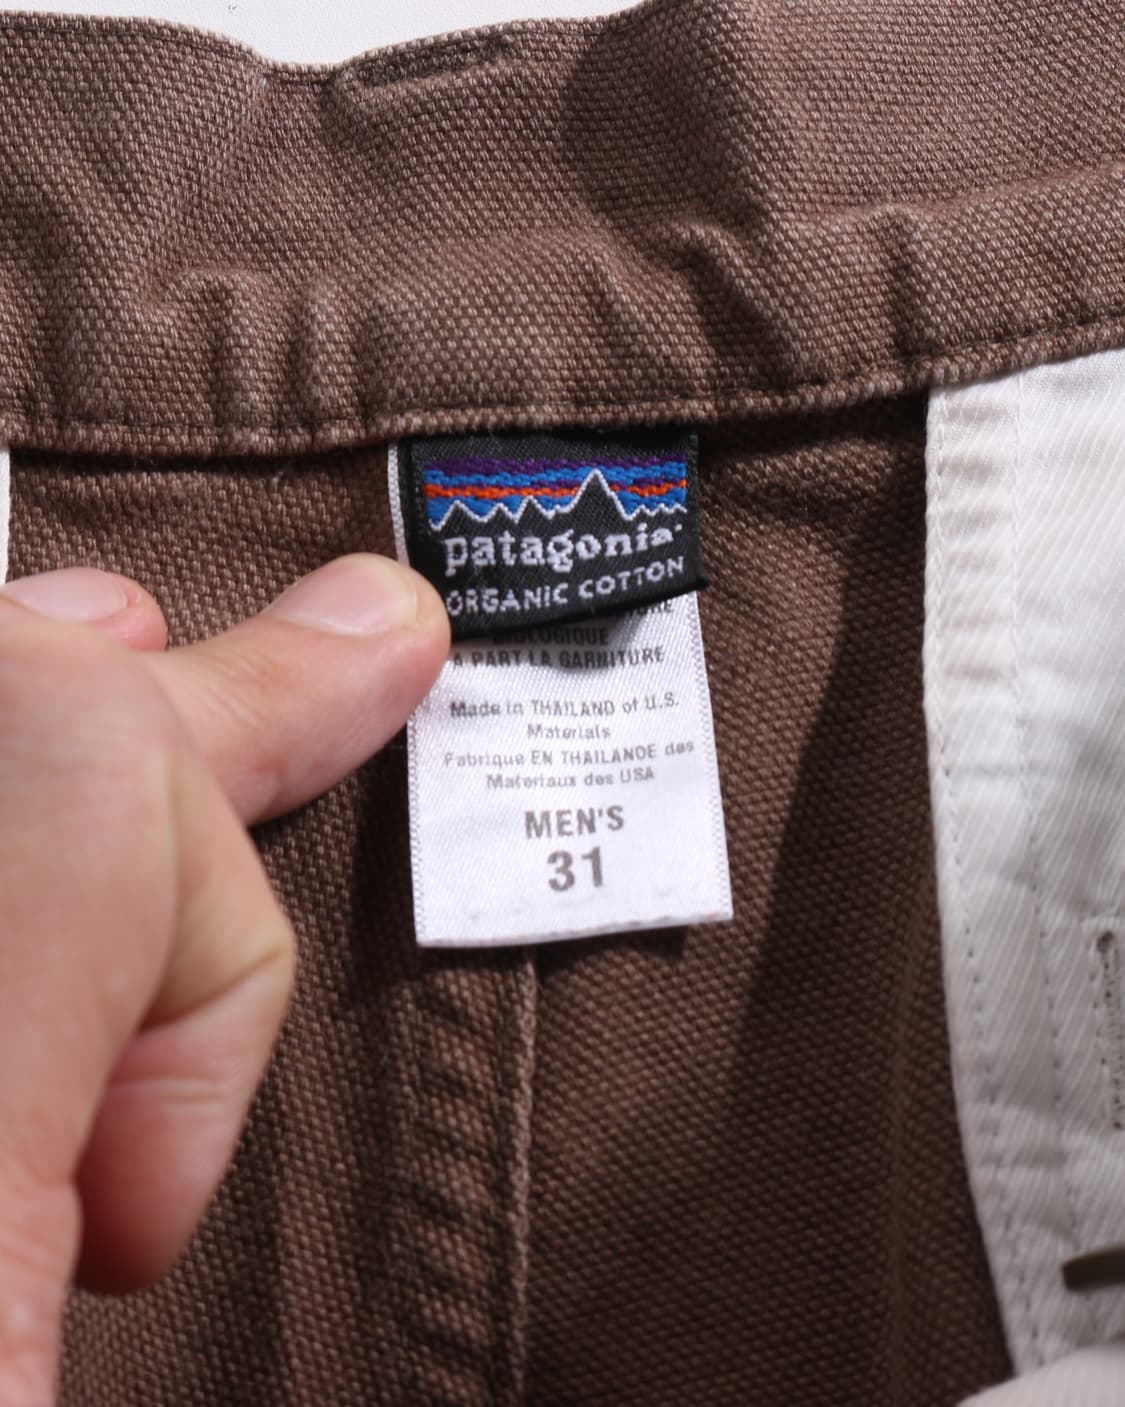 patagonia
ORGANIC COTTON
BIOLOGIQUE
A PART LA GARNITURE
Made in THAILAND of U.S.
Materials
Fabrique EN THAILANDE des
Materiaux des USA
MEN'S
31